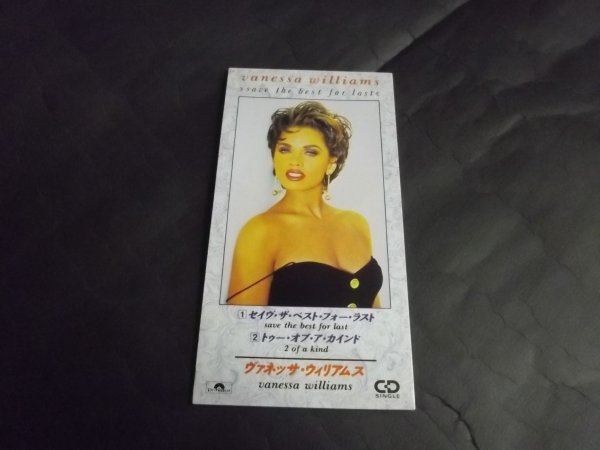 vanessa williams
»save the best for last«
1 セイヴ・ザ・ベスト・フォー・ラスト
save the best for last
2 トゥー・オブ・ア・カインド
2 of a kind
ヴァネッサ・ウィリアムス
vanessa williams
CD
SINGLE